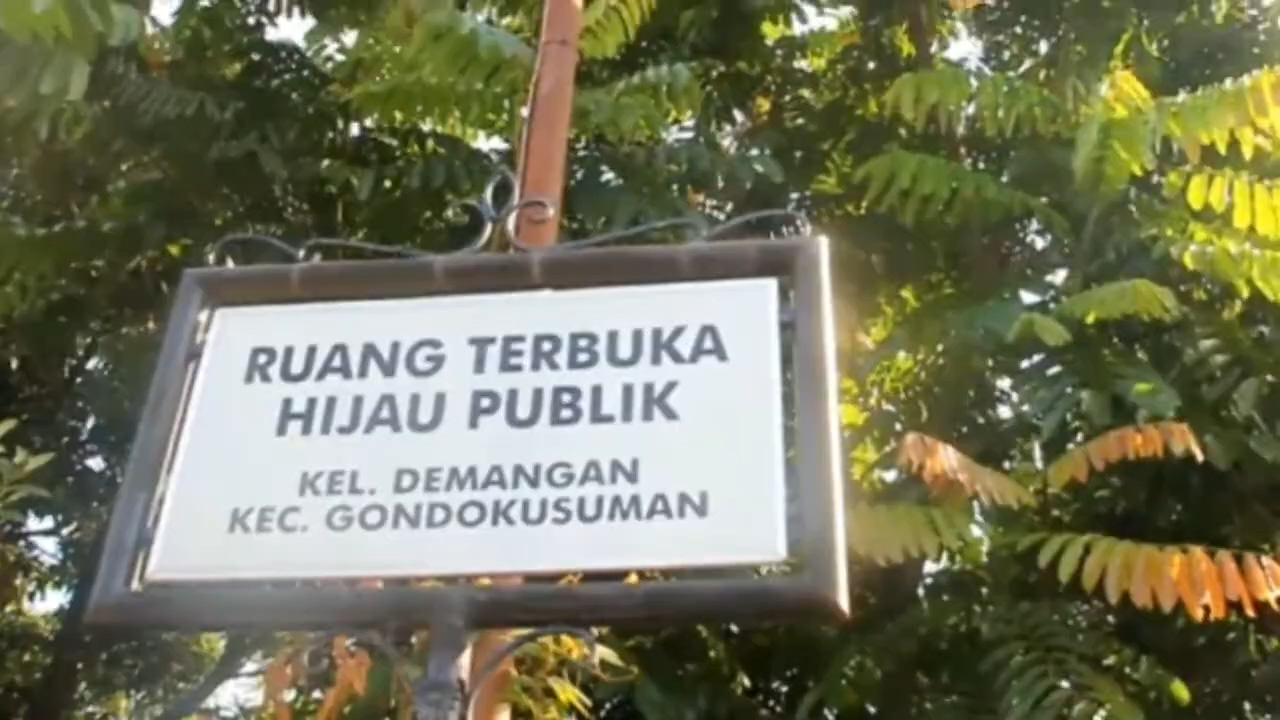 RUANG TERBUKA
HIJAU PUBLIK
KEL. DEMANGAN
KEC. GONDOKUSUMAN